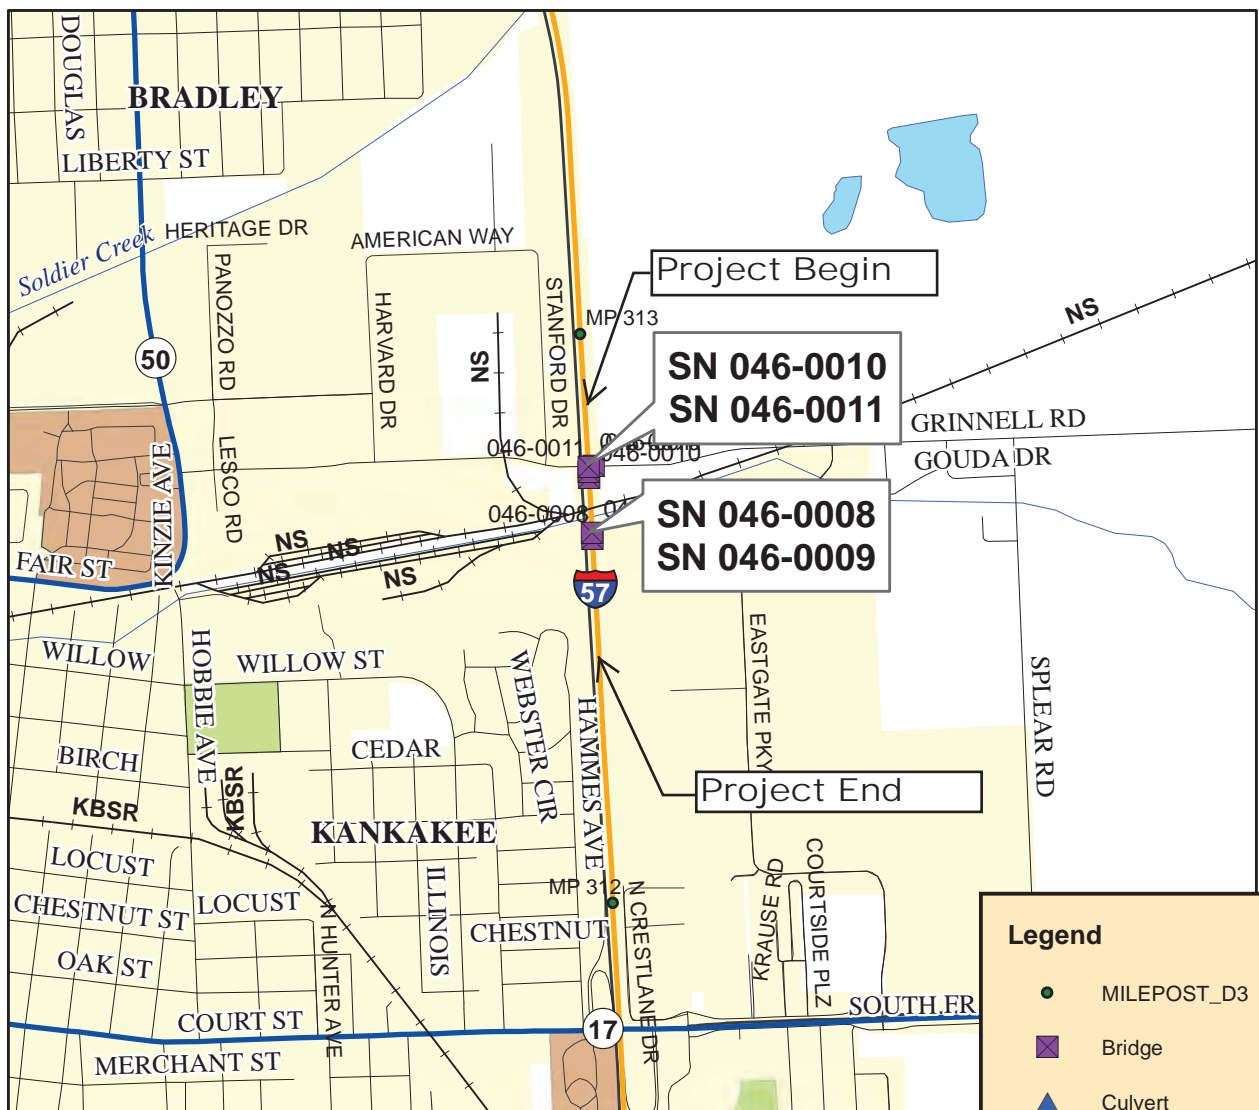 DOUGLAS
BRADLEY
LIBERTY ST
Soldier Creek
HERITAGE DR
AMERICAN WAY
PANOZZO RD
HARVARD DR
STANFORD DR
Project Begin
MP 313
NS
NS
50
SN 046-0010
SN 046-0011
GRINNELL RD
GOUDA DR
046-0011
046-0010
KINZIE AVE
LESCO RD
046-0008
SN 046-0008
SN 046-0009
NS
NS
NS
NS
FAIR ST
57
WILLOW
HOBBIE AVE
WILLOW ST
WEBSTER CIR
HAMMES AVE
EASTGATE PKY
SPLEAR RD
BIRCH
CEDAR
KBSR
KBSR
Project End
KANKAKEE
LOCUST
ILLINOIS
MP 312
N CRESTLANE DR
KRAUSE RD
COURTSIDE PLZ
CHESTNUT ST
LOCUST
N HUNTER AVE
CHESTNUT
OAK ST
COURT ST
17
SOUTH FR
MERCHANT ST
Legend
MILEPOST_D3
Bridge
Culvert